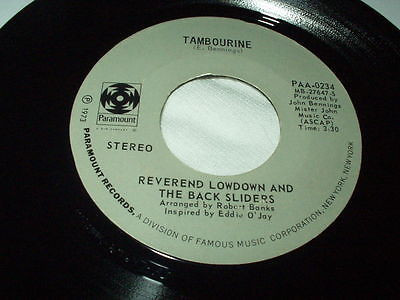 TAMBOURINE
(E. Bennings)
PAA-0234
MB-27647-S
Produced by
John Bennings
Mister John
Music Co.
(ASCAP)
Time: 3:30
Paramount
Ⓟ 1973
STEREO
REVEREND LOWDOWN AND
THE BACK SLIDERS
Arranged by Robert Banks
Inspired by Eddie O'Jay
PARAMOUNT RECORDS, A DIVISION OF FAMOUS MUSIC CORPORATION, NEW YORK, NEW YORK